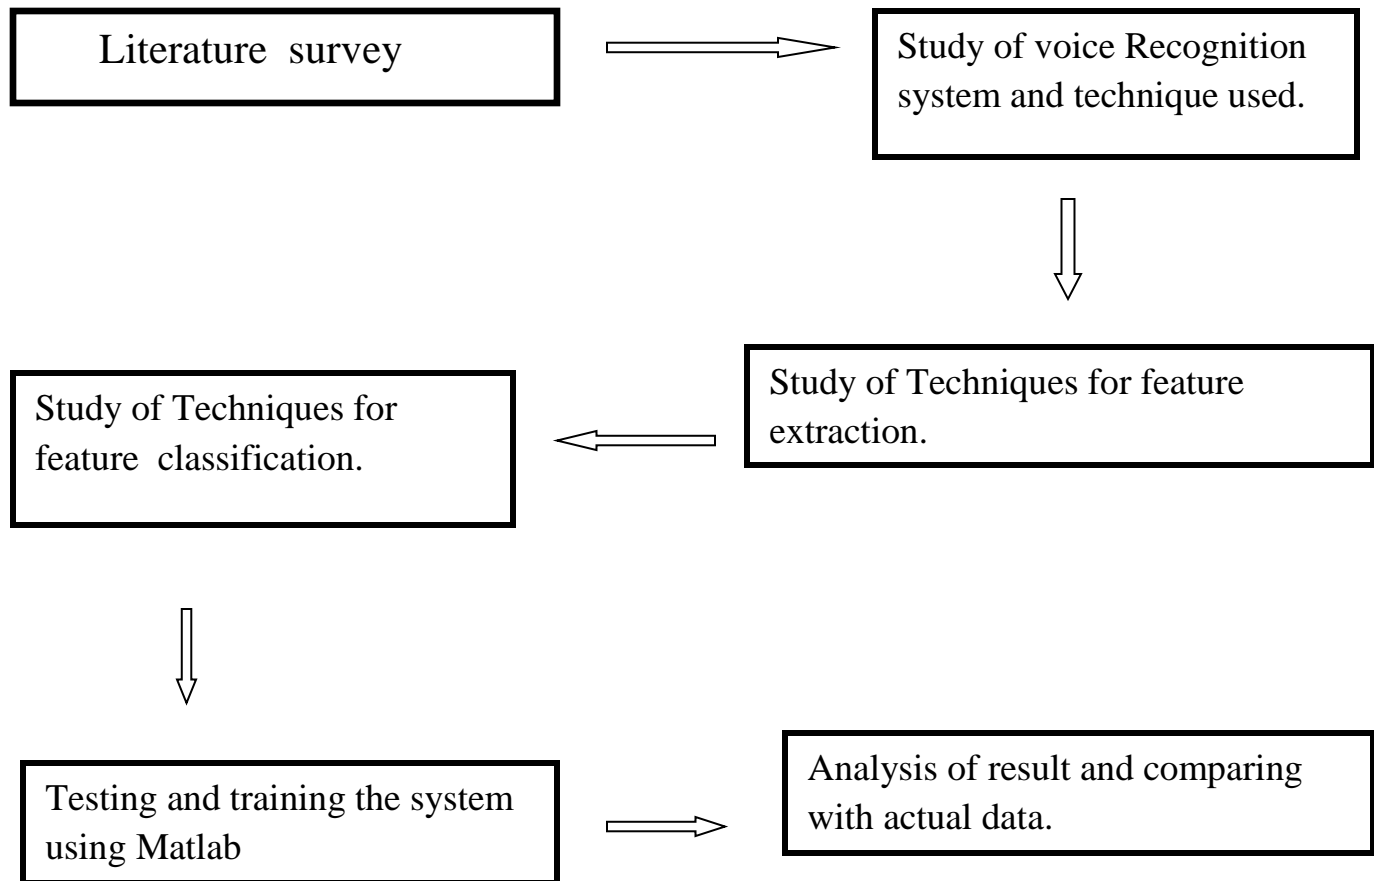 Literature survey
Study of voice Recognition
system and technique used.
Study of Techniques for feature
extraction.
Study of Techniques for
feature classification.
Testing and training the system
using Matlab
Analysis of result and comparing
with actual data.